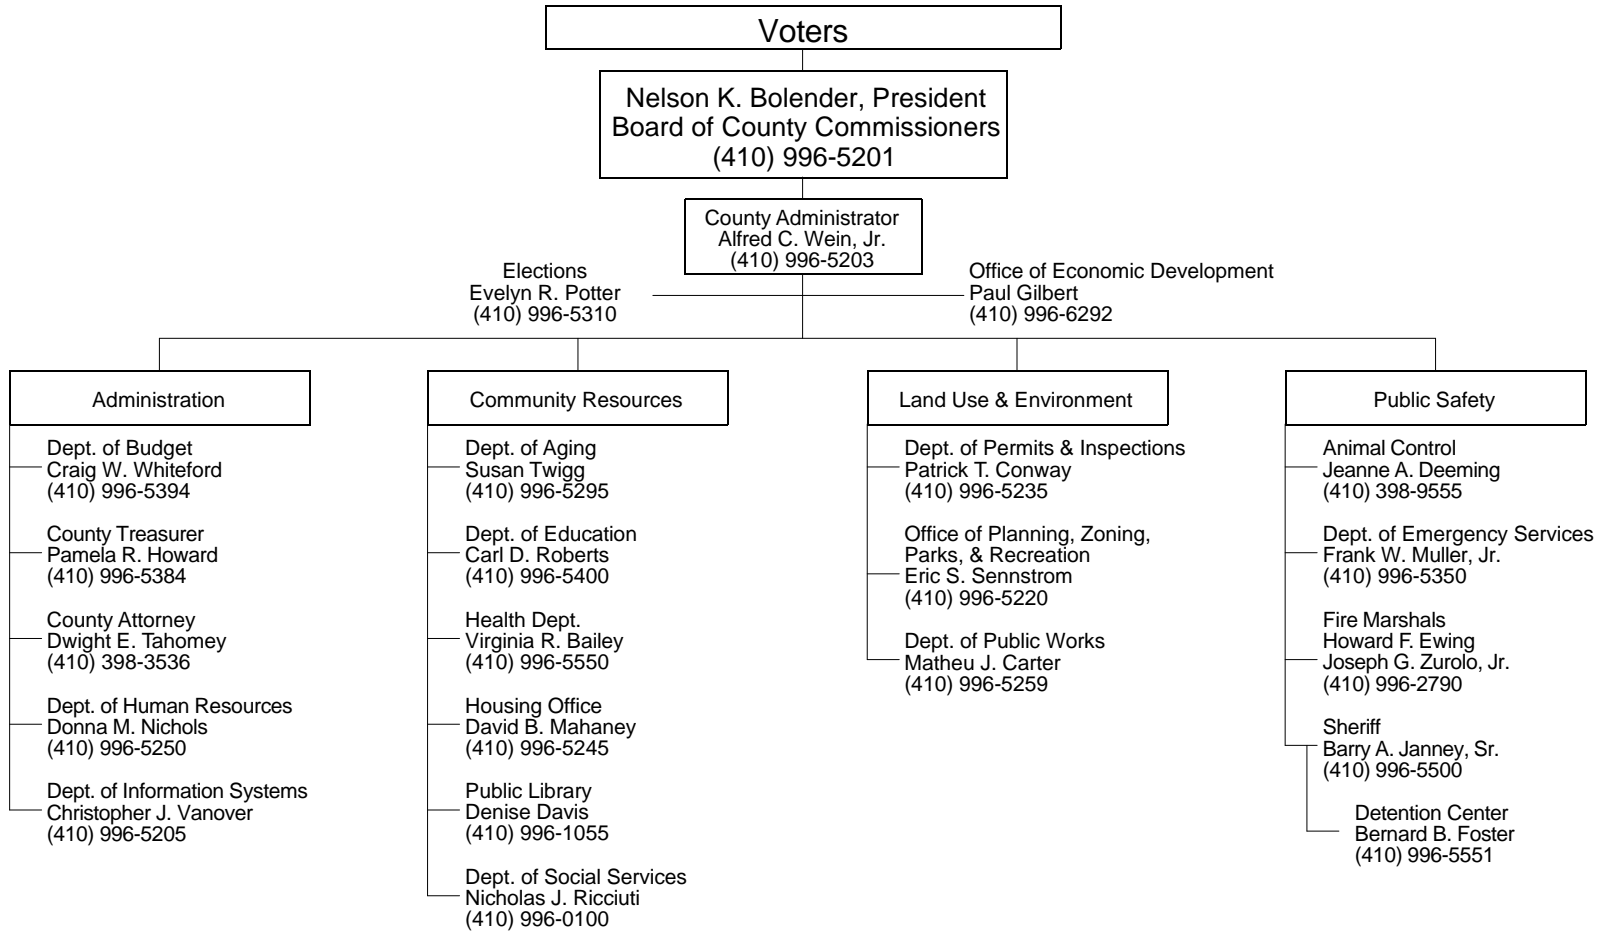 Voters
Nelson K. Bolender, President
Board of County Commissioners
(410) 996-5201
County Administrator
Alfred C. Wein, Jr.
(410) 996-5203
Elections
Evelyn R. Potter
(410) 996-5310
Office of Economic Development
Paul Gilbert
(410) 996-6292
Administration
Dept. of Budget
Craig W. Whiteford
(410) 996-5394
County Treasurer
Pamela R. Howard
(410) 996-5384
County Attorney
Dwight E. Tahomey
(410) 398-3536
Dept. of Human Resources
Donna M. Nichols
(410) 996-5250
Dept. of Information Systems
Christopher J. Vanover
(410) 996-5205
Community Resources
Dept. of Aging
Susan Twigg
(410) 996-5295
Dept. of Education
Carl D. Roberts
(410) 996-5400
Health Dept.
Virginia R. Bailey
(410) 996-5550
Housing Office
David B. Mahaney
(410) 996-5245
Public Library
Denise Davis
(410) 996-1055
Dept. of Social Services
Nicholas J. Ricciuti
(410) 996-0100
Land Use & Environment
Dept. of Permits & Inspections
Patrick T. Conway
(410) 996-5235
Office of Planning, Zoning,
Parks, & Recreation
Eric S. Sennstrom
(410) 996-5220
Dept. of Public Works
Matheu J. Carter
(410) 996-5259
Public Safety
Animal Control
Jeanne A. Deeming
(410) 398-9555
Dept. of Emergency Services
Frank W. Muller, Jr.
(410) 996-5350
Fire Marshals
Howard F. Ewing
Joseph G. Zurolo, Jr.
(410) 996-2790
Sheriff
Barry A. Janney, Sr.
(410) 996-5500
Detention Center
Bernard B. Foster
(410) 996-5551